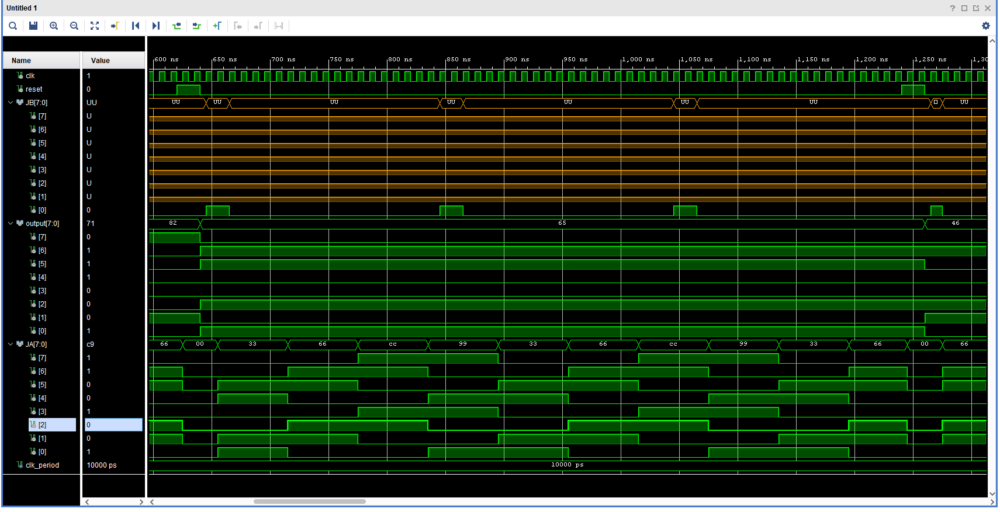 Untitled 1
Name Value
600 ns 650 ns 700 ns 750 ns 800 ns 850 ns 900 ns 950 ns 1,000 ns 1,050 ns 1,100 ns 1,150 ns 1,200 ns 1,250 ns 1,30
clk 1
reset 0
JB[7:0] UU UU UU UU UU UU UU UU UU
[7] U
[6] U
[5] U
[4] U
[3] U
[2] U
[1] U
[0] 0
output[7:0] 71 82 65 46
[7] 0
[6] 1
[5] 1
[4] 1
[3] 0
[2] 0
[1] 0
[0] 1
JA[7:0] c9 66 00 33 66 cc 99 33 66 cc 99 33 66 00 66
[7] 1
[6] 1
[5] 0
[4] 0
[3] 1
[2] 0
[1] 0
[0] 1
clk_period 10000 ps 10000 ps